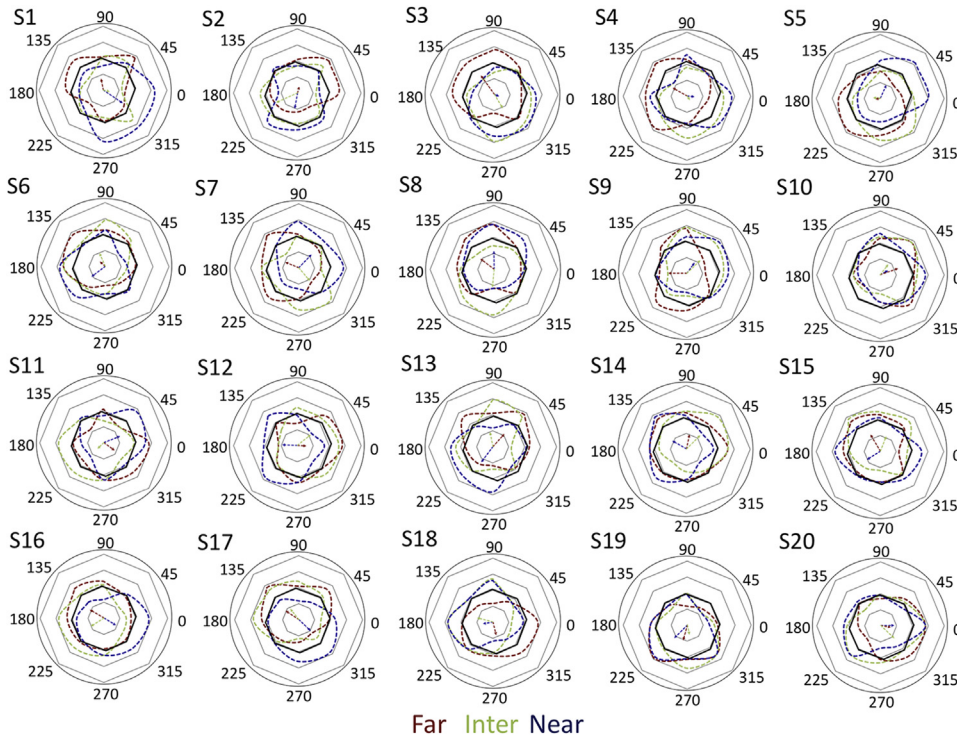 S1 90 135 45 180 0 225 315 270
S2 90 135 45 180 0 225 315 270
S3 90 135 45 180 0 225 315 270
S4 90 135 45 180 0 225 315 270
S5 90 135 45 180 0 225 315 270
S6 90 135 45 180 0 225 315 270
S7 90 135 45 180 0 225 315 270
S8 90 135 45 180 0 225 315 270
S9 90 135 45 180 0 225 315 270
S10 90 135 45 180 0 225 315 270
S11 90 135 45 180 0 225 315 270
S12 90 135 45 180 0 225 315 270
S13 90 135 45 180 0 225 315 270
S14 90 135 45 180 0 225 315 270
S15 90 135 45 180 0 225 315 270
S16 90 135 45 180 0 225 315 270
S17 90 135 45 180 0 225 315 270
S18 90 135 45 180 0 225 315 270
S19 90 135 45 180 0 225 315 270
S20 90 135 45 180 0 225 315 270
Far Inter Near